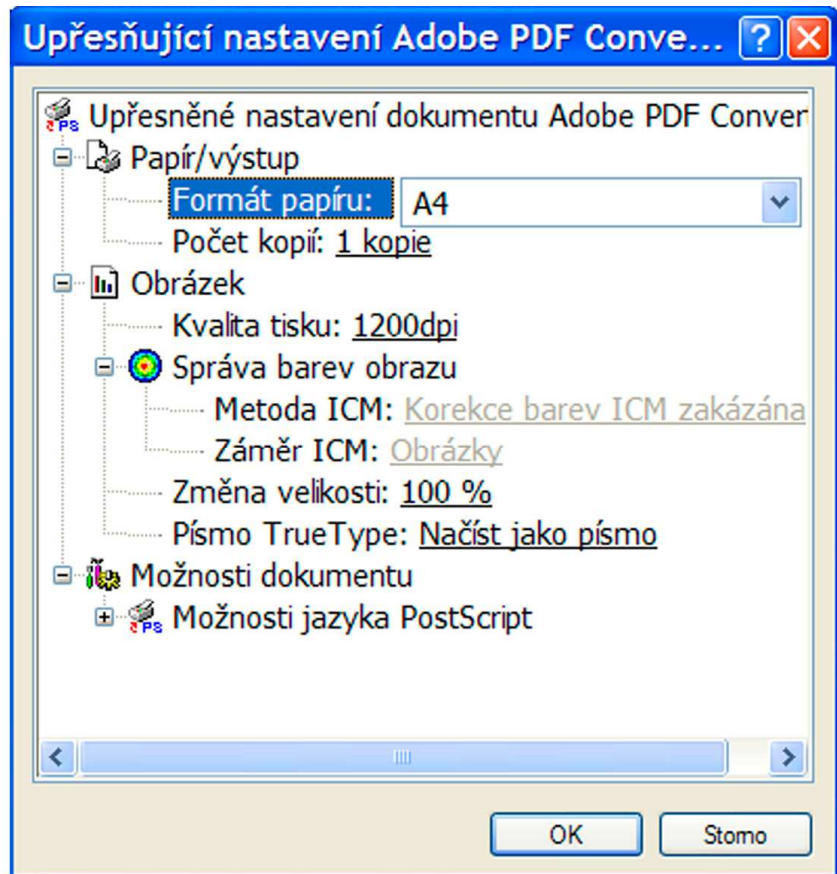 Upřesňující nastavení Adobe PDF Conve...
Upřesněné nastavení dokumentu Adobe PDF Conver
Papír/výstup
Formát papíru: A4
Počet kopií: 1 kopie
Obrázek
Kvalita tisku: 1200dpi
Správa barev obrazu
Metoda ICM: Korekce barev ICM zakázána
Záměr ICM: Obrázky
Změna velikosti: 100 %
Písmo TrueType: Načíst jako písmo
Možnosti dokumentu
Možnosti jazyka PostScript
OK Storno